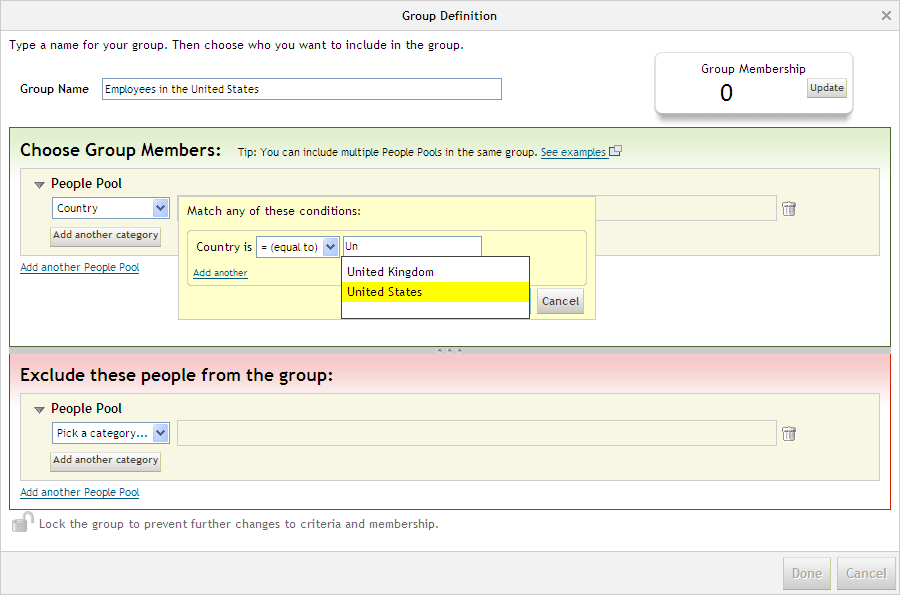 Group Definition
Type a name for your group. Then choose who you want to include in the group.
Group Membership
0
Update
Group Name
Employees in the United States
Choose Group Members:
Tip: You can include multiple People Pools in the same group. See examples
People Pool
Country
Match any of these conditions:
Add another category
Country is
= (equal to)
Un
Add another People Pool
Add another
United Kingdom
United States
Cancel
Exclude these people from the group:
People Pool
Pick a category...
Add another category
Add another People Pool
Lock the group to prevent further changes to criteria and membership.
Done
Cancel